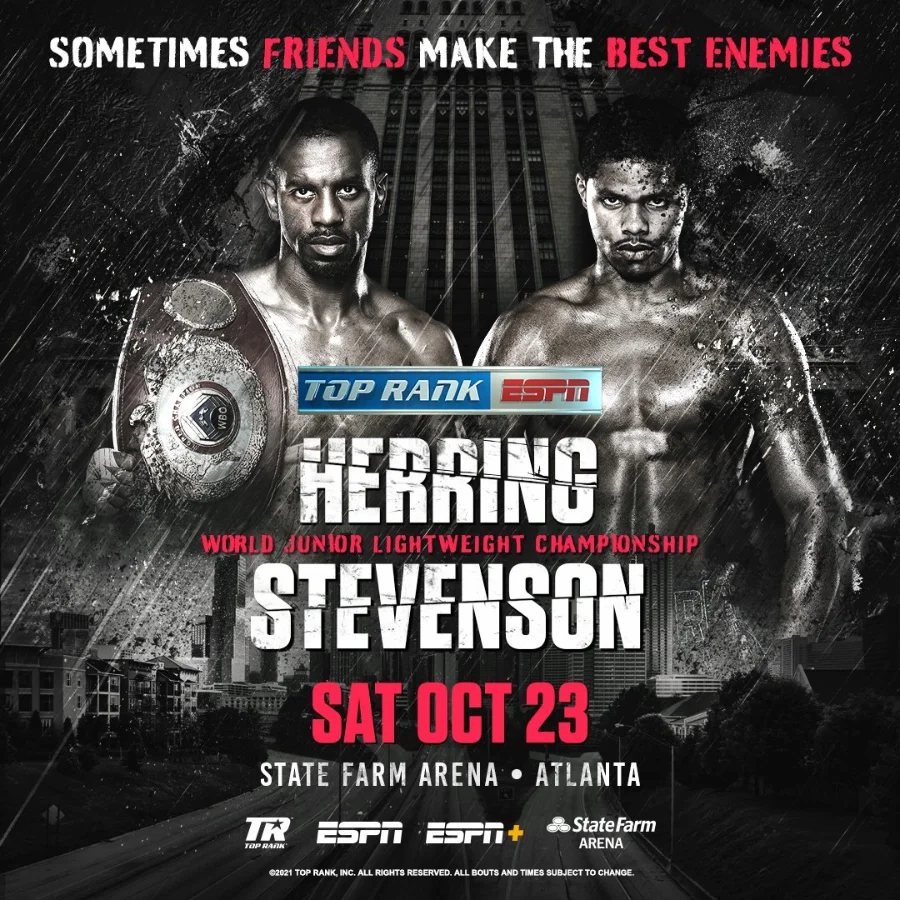 SOMETIMES FRIENDS MAKE THE BEST ENEMIES
WBO
TOP RANK ESPN
HERRING
WORLD JUNIOR LIGHTWEIGHT CHAMPIONSHIP
STEVENSON
SAT OCT 23
STATE FARM ARENA • ATLANTA
TR TOP RANK ESPN ESPN+ StateFarm ARENA
©2021 TOP RANK, INC. ALL RIGHTS RESERVED. ALL BOUTS AND TIMES SUBJECT TO CHANGE.